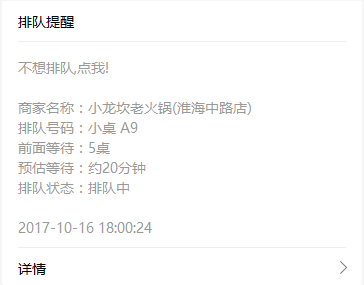 排队提醒
不想排队,点我!
商家名称：小龙坎老火锅(淮海中路店)
排队号码：小桌 A9
前面等待：5桌
预估等待：约20分钟
排队状态：排队中
2017-10-16 18:00:24
详情